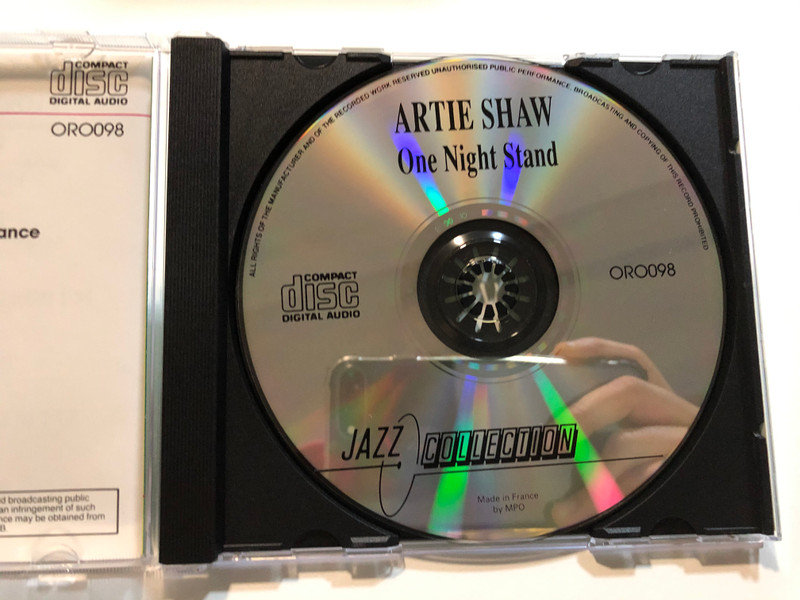 COMPACT
disc
DIGITAL AUDIO
ORO098
ance
d broadcasting public
an infringement of such
nce may be obtained from
B.
ALL RIGHTS OF THE MANUFACTURER AND OF THE RECORDED WORK RESERVED UNAUTHORISED PUBLIC PERFORMANCE, BROADCASTING AND COPYING OF THIS RECORD PROHIBITED
ARTIE SHAW
One Night Stand
COMPACT
disc
DIGITAL AUDIO
ORO098
JAZZ COLLECTION
Made in France
by MPO